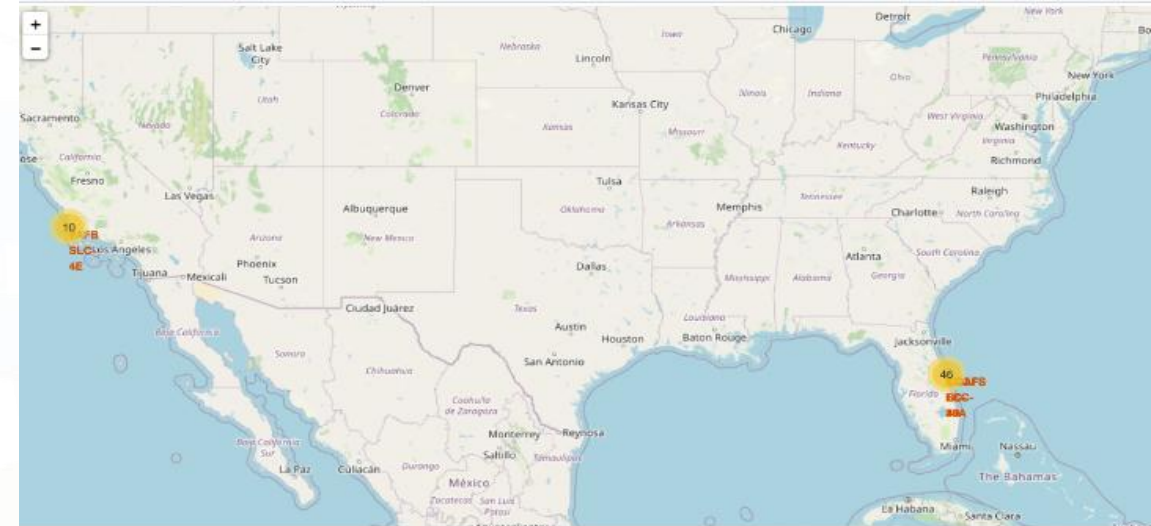 +
−
Wyoming
Detroit
New York
Chicago
Iowa
Salt Lake
City
Nebraska
Lincoln
Pennsylvania
New York
Denver
Ohio
Utah
Illinois
Indiana
Kansas City
Philadelphia
Colorado
Sacramento
Nevada
West Virginia
Washington
Kansas
Missouri
Kentucky
Virginia
California
Richmond
Fresno
Tulsa
Las Vegas
Raleigh
Albuquerque
Oklahoma
Memphis
Tennessee
Charlotte
North Carolina
10
Arizona
New Mexico
Arkansas
SLC-
Los Angeles
4E
Phoenix
Atlanta
South Carolina
Tijuana
Mexicali
Tucson
Dallas
Mississippi
Alabama
Georgia
Ciudad Juárez
Texas
Louisiana
Baja California
Austin
Houston
Baton Rouge
Jacksonville
Sonora
San Antonio
Chihuahua
46
Florida
Coahuila
de Zaragoza
Monterrey
Reynosa
Miami
Nassau
Baja California
Sur
Saltillo
Tamaulipas
La Paz
Culiacán
Durango
The Bahamas
México
Zacatecas
San Luis
Potosí
La Habana
Santa Clara